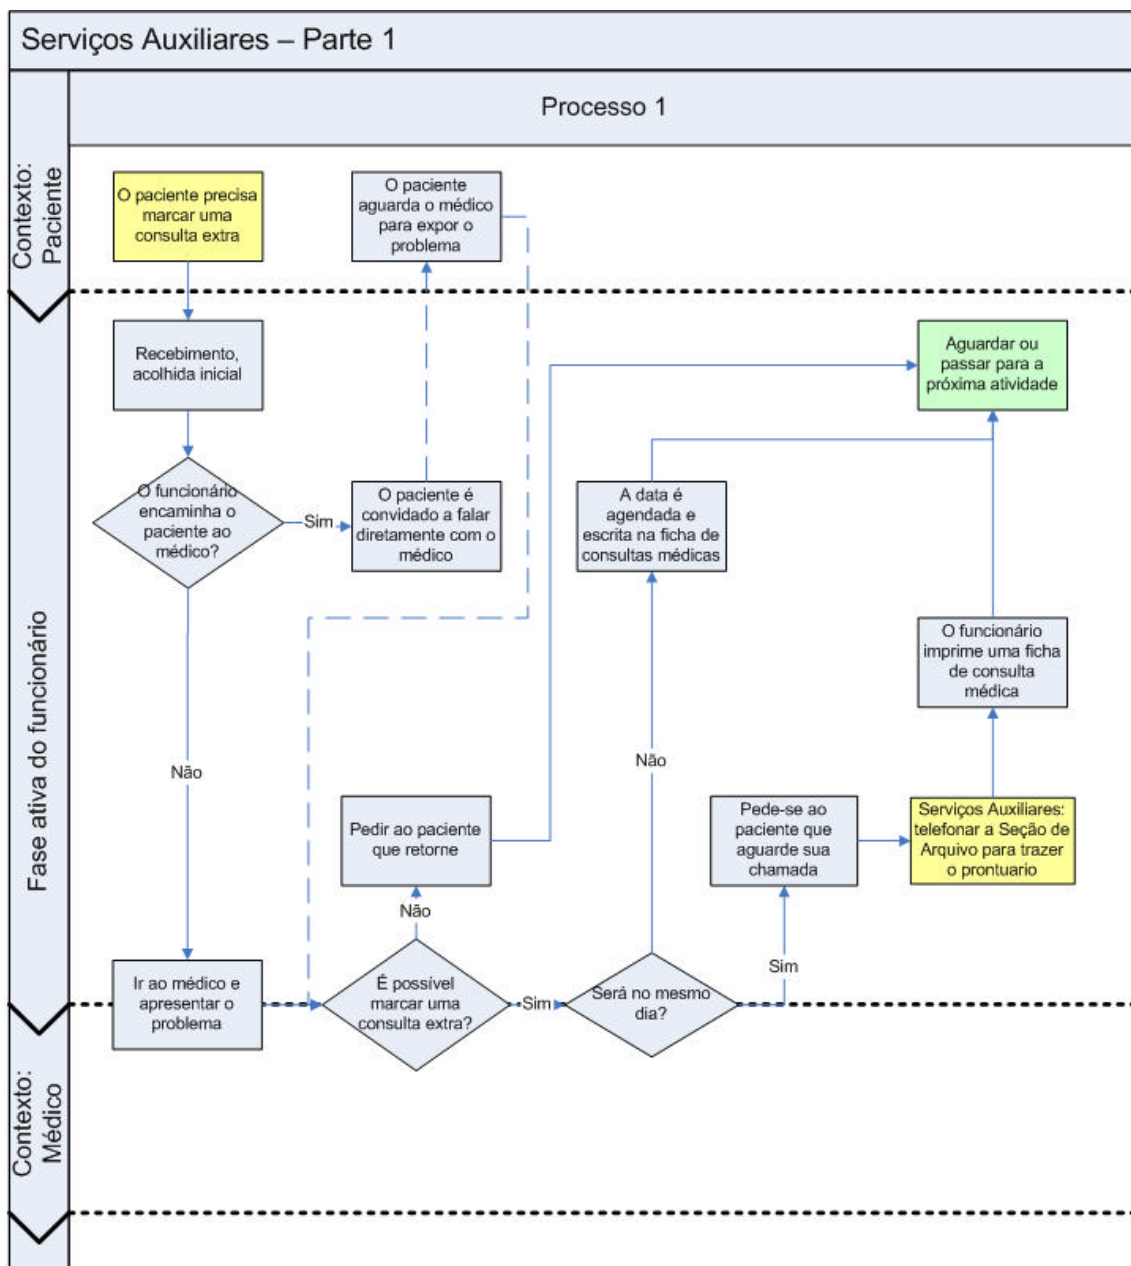 Serviços Auxiliares – Parte 1
Processo 1
Contexto:
Paciente
O paciente precisa
marcar uma
consulta extra
O paciente
aguarda o médico
para expor o
problema
Fase ativa do funcionário
Recebimento,
acolhida inicial
Aguardar ou
passar para a
próxima atividade
O funcionário
encaminha o
paciente ao
médico?
Sim
O paciente é
convidado a falar
diretamente com o
médico
A data é
agendada e
escrita na ficha de
consultas médicas
O funcionário
imprime uma ficha
de consulta
médica
Não
Não
Pedir ao paciente
que retorne
Pede-se ao
paciente que
aguarde sua
chamada
Serviços Auxiliares:
telefonar a Seção de
Arquivo para trazer
o prontuario
Não
Sim
Ir ao médico e
apresentar o
problema
É possível
marcar uma
consulta extra?
Sim
Será no mesmo
dia?
Contexto:
Médico